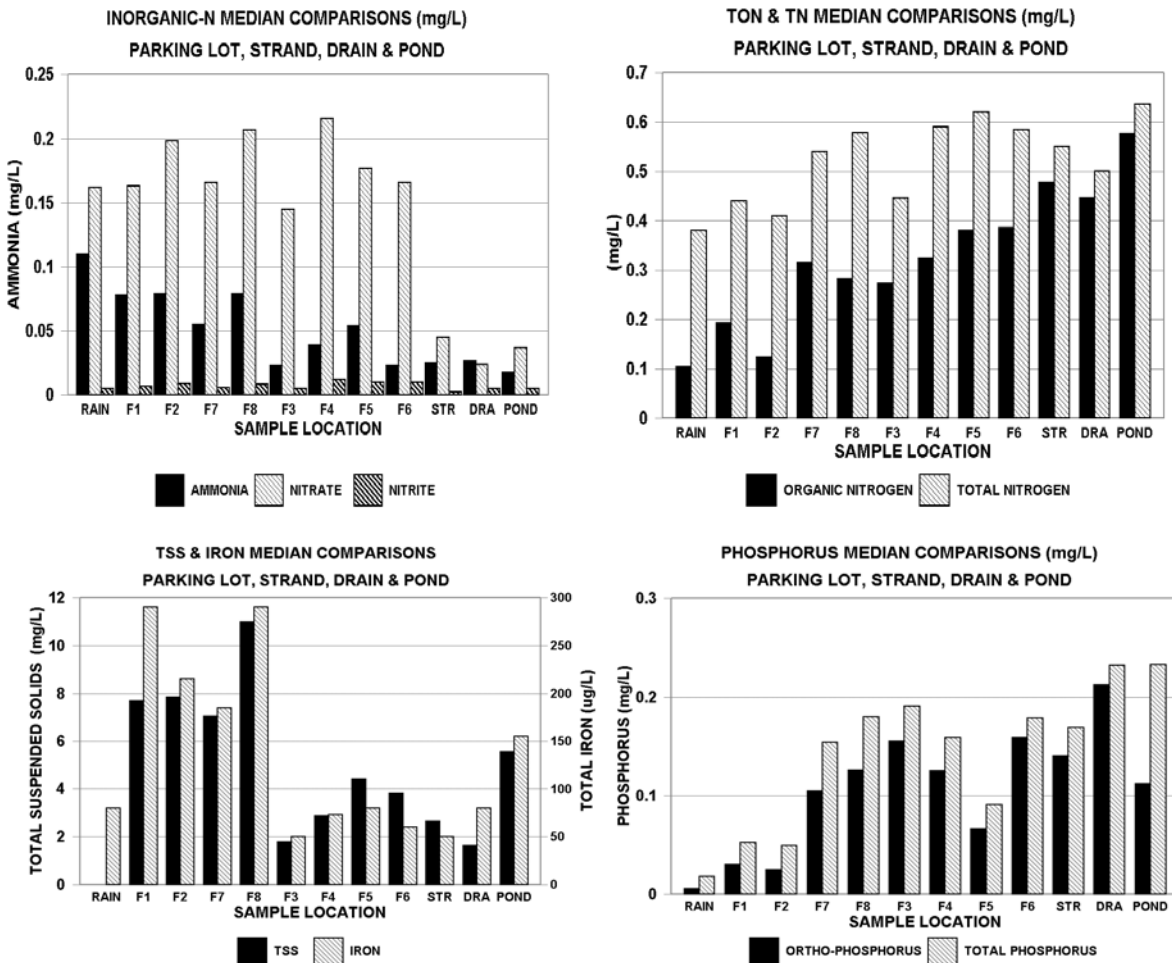 INORGANIC-N MEDIAN COMPARISONS (mg/L)
PARKING LOT, STRAND, DRAIN & POND
0.25
0.2
0.15
0.1
0.05
0
AMMONIA (mg/L)
RAIN F1 F2 F7 F8 F3 F4 F5 F6 STR DRA POND
SAMPLE LOCATION
AMMONIA NITRATE NITRITE
TON & TN MEDIAN COMPARISONS (mg/L)
PARKING LOT, STRAND, DRAIN & POND
0.7
0.6
0.5
0.4
0.3
0.2
0.1
0
(mg/L)
RAIN F1 F2 F7 F8 F3 F4 F5 F6 STR DRA POND
SAMPLE LOCATION
ORGANIC NITROGEN TOTAL NITROGEN
TSS & IRON MEDIAN COMPARISONS
PARKING LOT, STRAND, DRAIN & POND
12
10
8
6
4
2
0
TOTAL SUSPENDED SOLIDS (mg/L)
300
250
200
150
100
50
0
TOTAL IRON (ug/L)
RAIN F1 F2 F7 F8 F3 F4 F5 F6 STR DRA POND
SAMPLE LOCATION
TSS IRON
PHOSPHORUS MEDIAN COMPARISONS (mg/L)
PARKING LOT, STRAND, DRAIN & POND
0.3
0.2
0.1
0
PHOSPHORUS (mg/L)
RAIN F1 F2 F7 F8 F3 F4 F5 F6 STR DRA POND
SAMPLE LOCATION
ORTHO-PHOSPHORUS TOTAL PHOSPHORUS